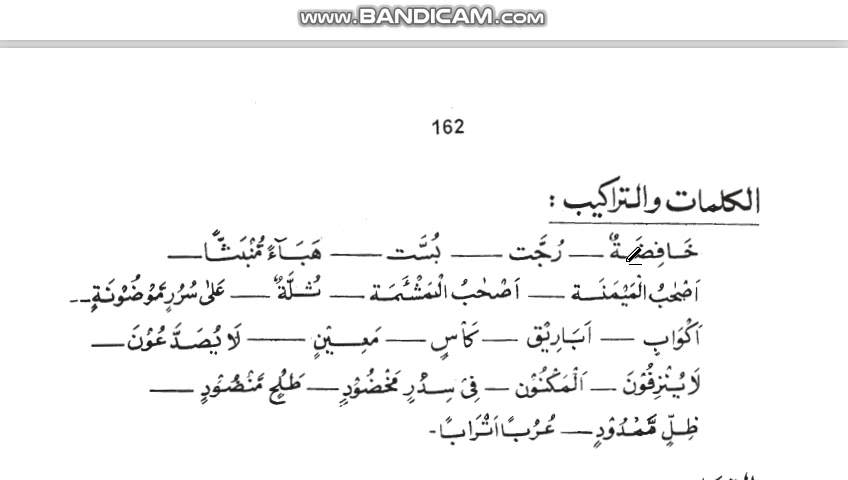 www.BANDICAM.com
162
الكلمات والتراكيب :
خَافِضَةٌ — رُجَّت — بُسَّت — هَبَآءً مُّنْبَثًّا —
اَصْحٰبُ الْمَيْمَنَة — اَصْحٰبُ الْمَشْئَمَة — ثُلَّةٌ — عَلٰى سُرُرٍ مَّوْضُوْنَةٍ --
اَكْوَابٍ — اَبَارِيْق — كَاْسٍ — مَعِيْنٍ — لَا يُصَدَّعُوْنَ —
لَا يُنْزِفُوْنَ — اَلْمَكْنُوْن — فِىْ سِدْرٍ مَخْضُوْدٍ — طَلْحٍ مَّنْضُوْدٍ —
ظِلٍّ مَّمْدُوْدٍ — عُرُبًا اَتْرَابًا -